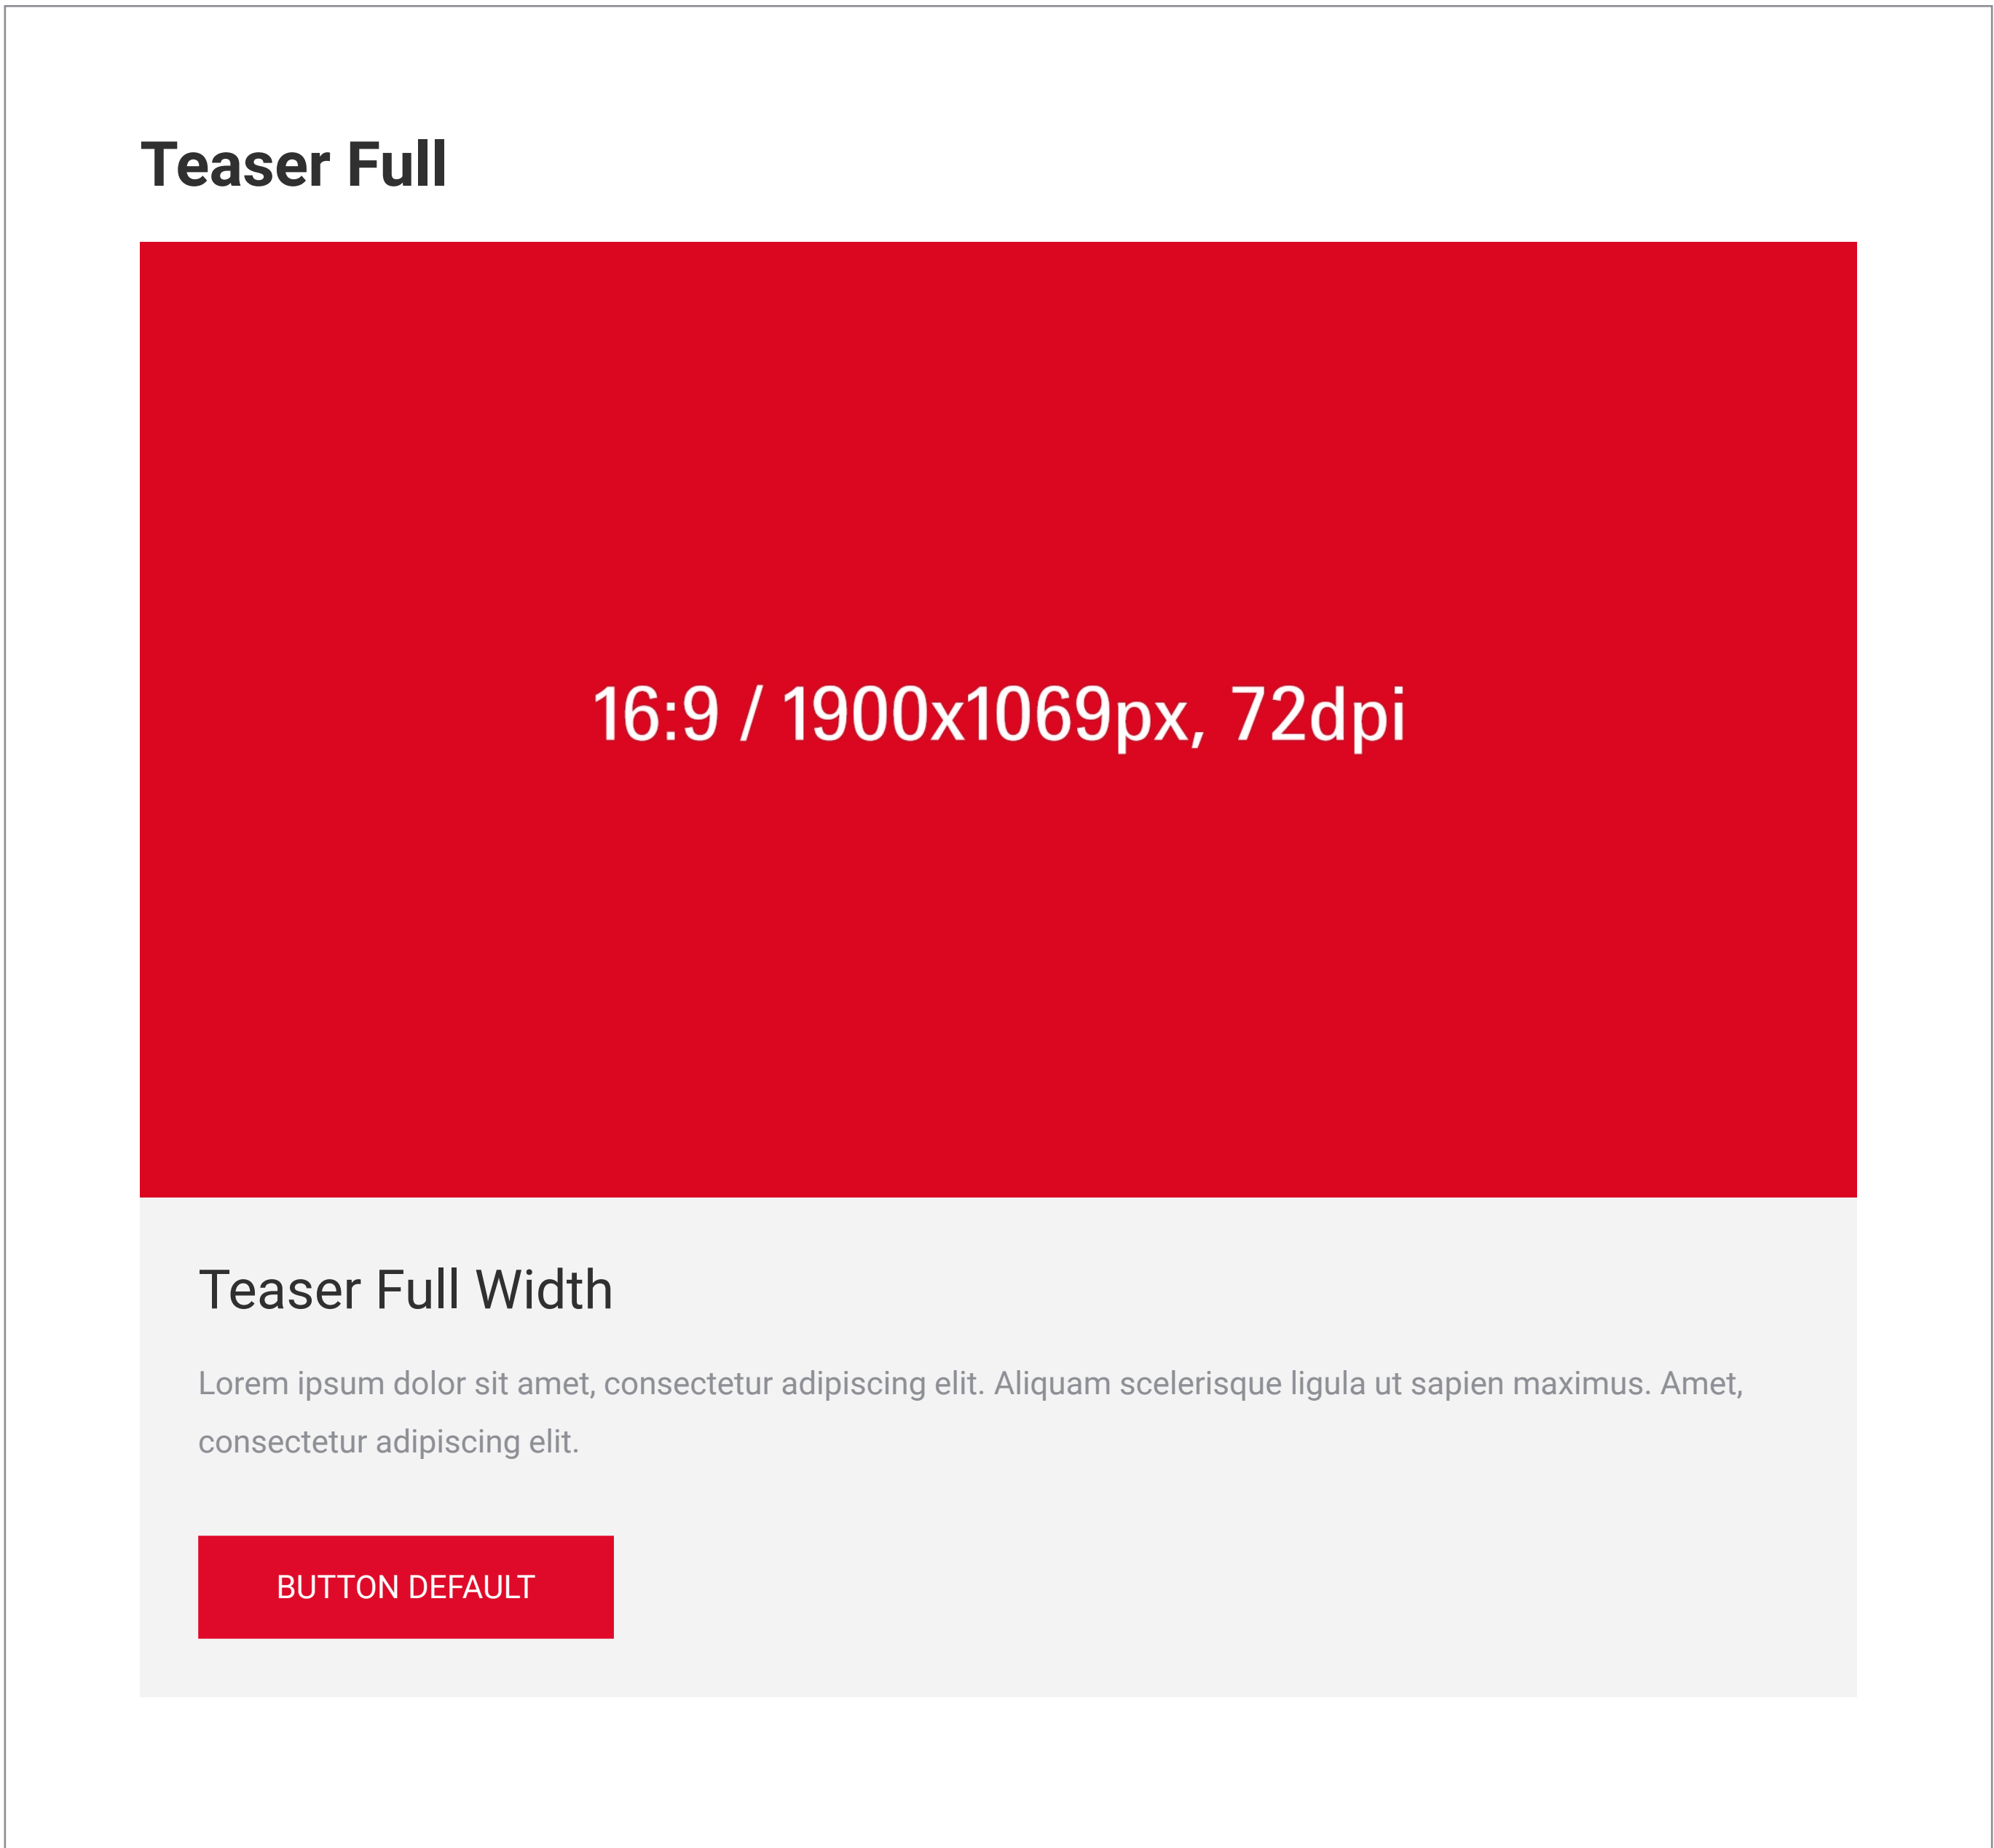 Teaser Full
16:9 / 1900x1069px, 72dpi
Teaser Full Width
Lorem ipsum dolor sit amet, consectetur adipiscing elit. Aliquam scelerisque ligula ut sapien maximus. Amet,
consectetur adipiscing elit.
BUTTON DEFAULT